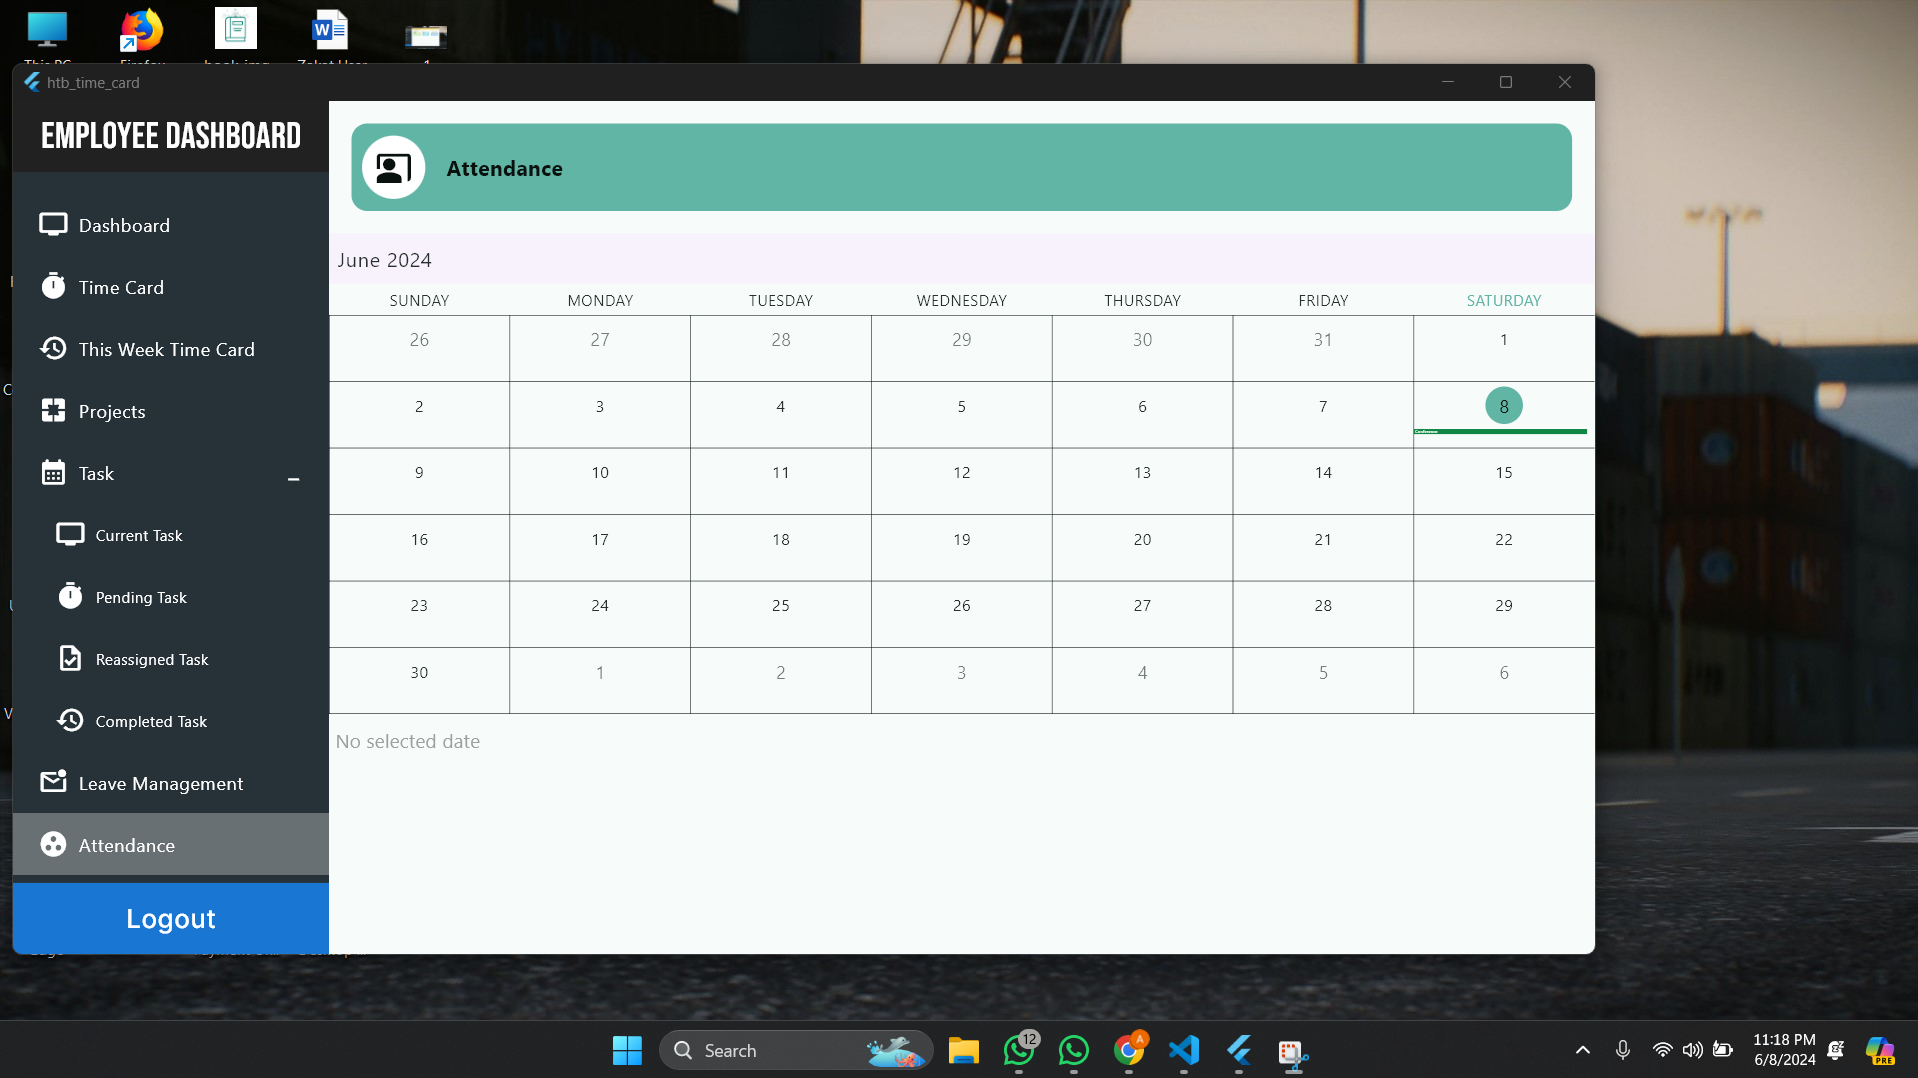 htb_time_card
EMPLOYEE DASHBOARD
Dashboard
Time Card
This Week Time Card
Projects
Task
Current Task
Pending Task
Reassigned Task
Completed Task
Leave Management
Attendance
Logout
Attendance
June 2024
SUNDAY MONDAY TUESDAY WEDNESDAY THURSDAY FRIDAY SATURDAY
26 27 28 29 30 31 1
2 3 4 5 6 7 8
Conference
9 10 11 12 13 14 15
16 17 18 19 20 21 22
23 24 25 26 27 28 29
30 1 2 3 4 5 6
No selected date
Search
12
A
11:18 PM
6/8/2024
PRE